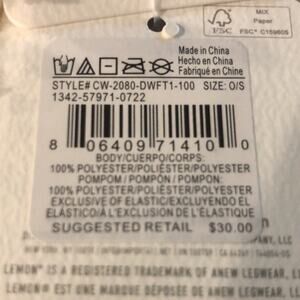 MIX
Paper
FSC
FSC® C159605
Made in China
Hecho en China
Fabriqué en Chine
STYLE# CW-2080-DWFT1-100 SIZE: O/S
1342-57971-0722
8 06409 71410 0
BODY/CUERPO/CORPS:
100% POLYESTER/POLIÉSTER/POLYESTER
POMPOM / POMPÓN / POMPON:
100% POLYESTER/POLIÉSTER/POLYESTER
EXCLUSIVE OF ELASTIC/EXCLUYENDO EL
ELÁSTICO/À L'EXCLUSION DE L'ÉLASTIQUE
SUGGESTED RETAIL $30.00
COMPANY, LLC
LEMON® IS A REGISTERED TRADEMARK OF ANEW LEGWEAR,
LEMON® EST UNE MARQUE DÉPOSÉE DE ANEW LEGWEAR,